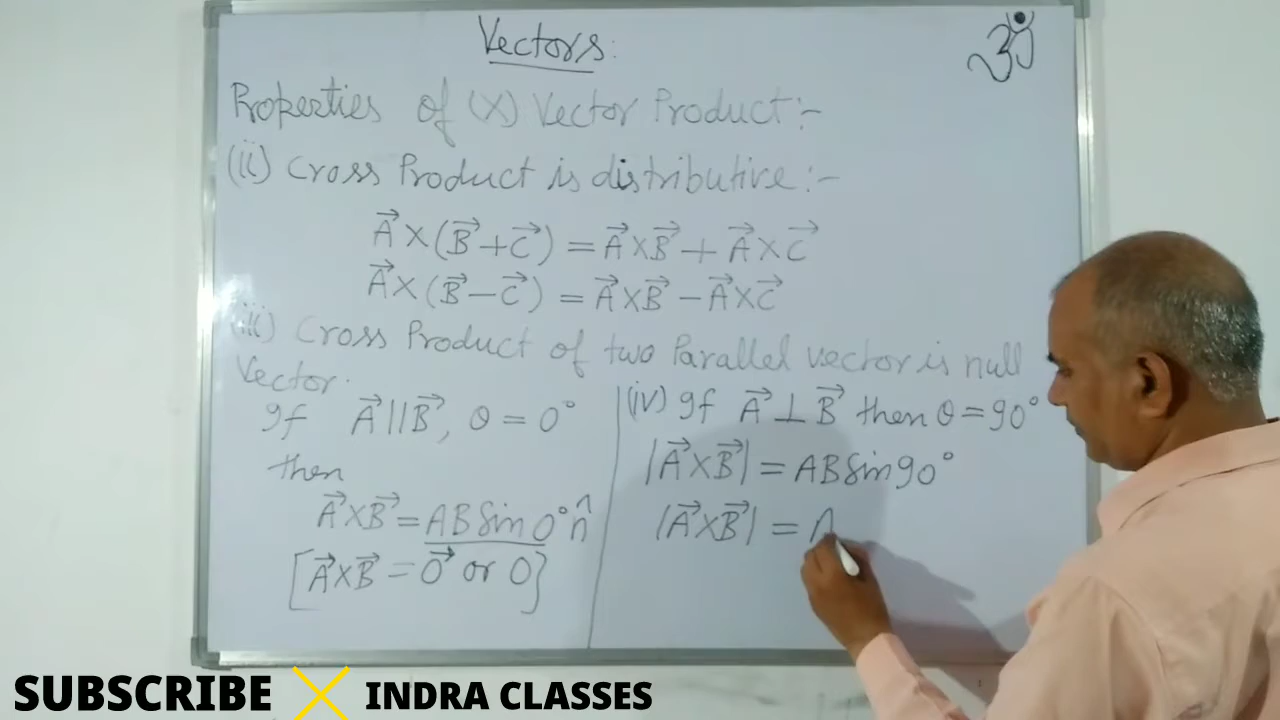 Vectors:
ॐ
Properties of (X) Vector Product:-
(ii) Cross Product is distributive:-
A⃗×(B⃗+C⃗) = A⃗×B⃗ + A⃗×C⃗
A⃗×(B⃗-C⃗) = A⃗×B⃗ - A⃗×C⃗
(iii) Cross Product of two Parallel vector is null
Vector.
If A⃗||B⃗, θ = 0°
then
A⃗×B⃗ = AB Sin 0° n̂
[A⃗×B⃗ = 0⃗ or 0]
(iv) If A⃗ ⊥ B⃗ then θ = 90°
|A⃗×B⃗| = AB Sin 90°
|A⃗×B⃗| = A
SUBSCRIBE INDRA CLASSES